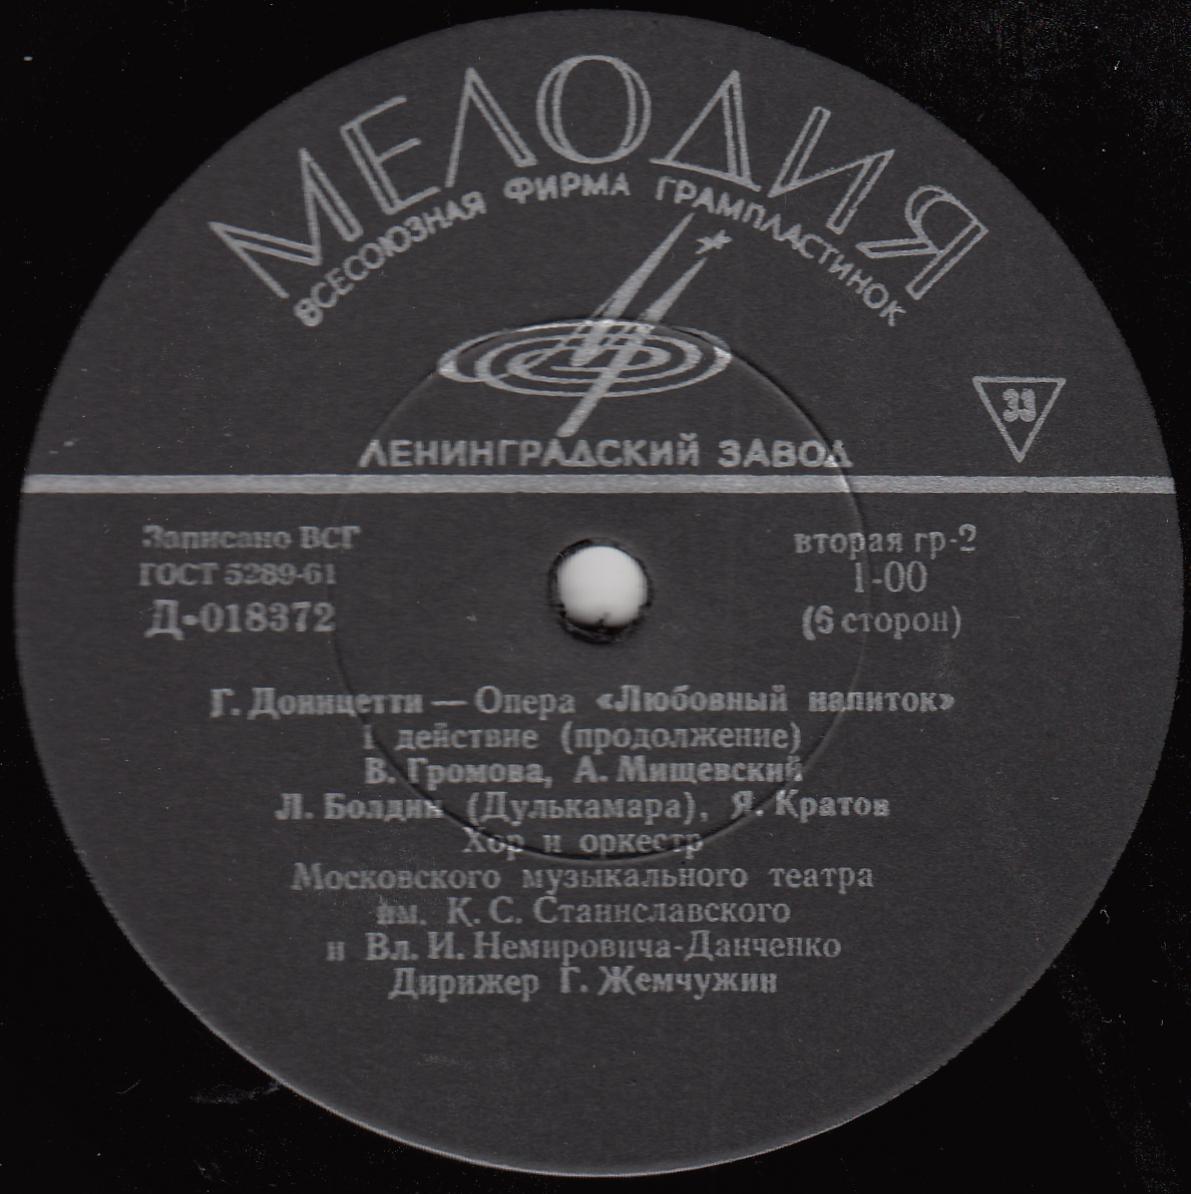 МЕЛОДИЯ
ВСЕСОЮЗНАЯ ФИРМА ГРАМПЛАСТИНОК
ЛЕНИНГРАДСКИЙ ЗАВОД
33
Записано ВСГ
ГОСТ 5289-61
Д-018372
вторая гр-2
1-00
(6 сторон)
Г. Доницетти — Опера «Любовный напиток»
1 действие (продолжение)
В. Громова, А. Мищевский
Л. Болдин (Дулькамара), Я. Кратов
Хор и оркестр
Московского музыкального театра
им. К. С. Станиславского
и Вл. И. Немировича-Данченко
Дирижер Г. Жемчужин